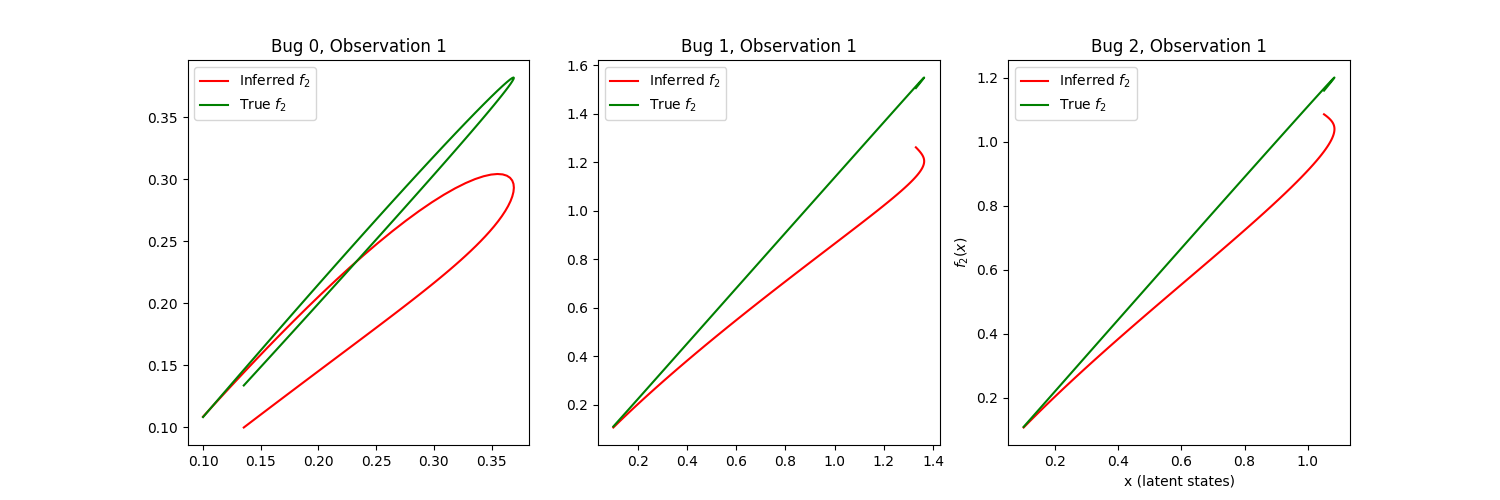 Bug 0, Observation 1
Inferred f₂
True f₂
0.35
0.30
0.25
0.20
0.15
0.10
0.10 0.15 0.20 0.25 0.30 0.35
Bug 1, Observation 1
Inferred f₂
True f₂
1.6
1.4
1.2
1.0
0.8
0.6
0.4
0.2
0.2 0.4 0.6 0.8 1.0 1.2 1.4
Bug 2, Observation 1
Inferred f₂
True f₂
f₂(x)
1.2
1.0
0.8
0.6
0.4
0.2
0.2 0.4 0.6 0.8 1.0
x (latent states)